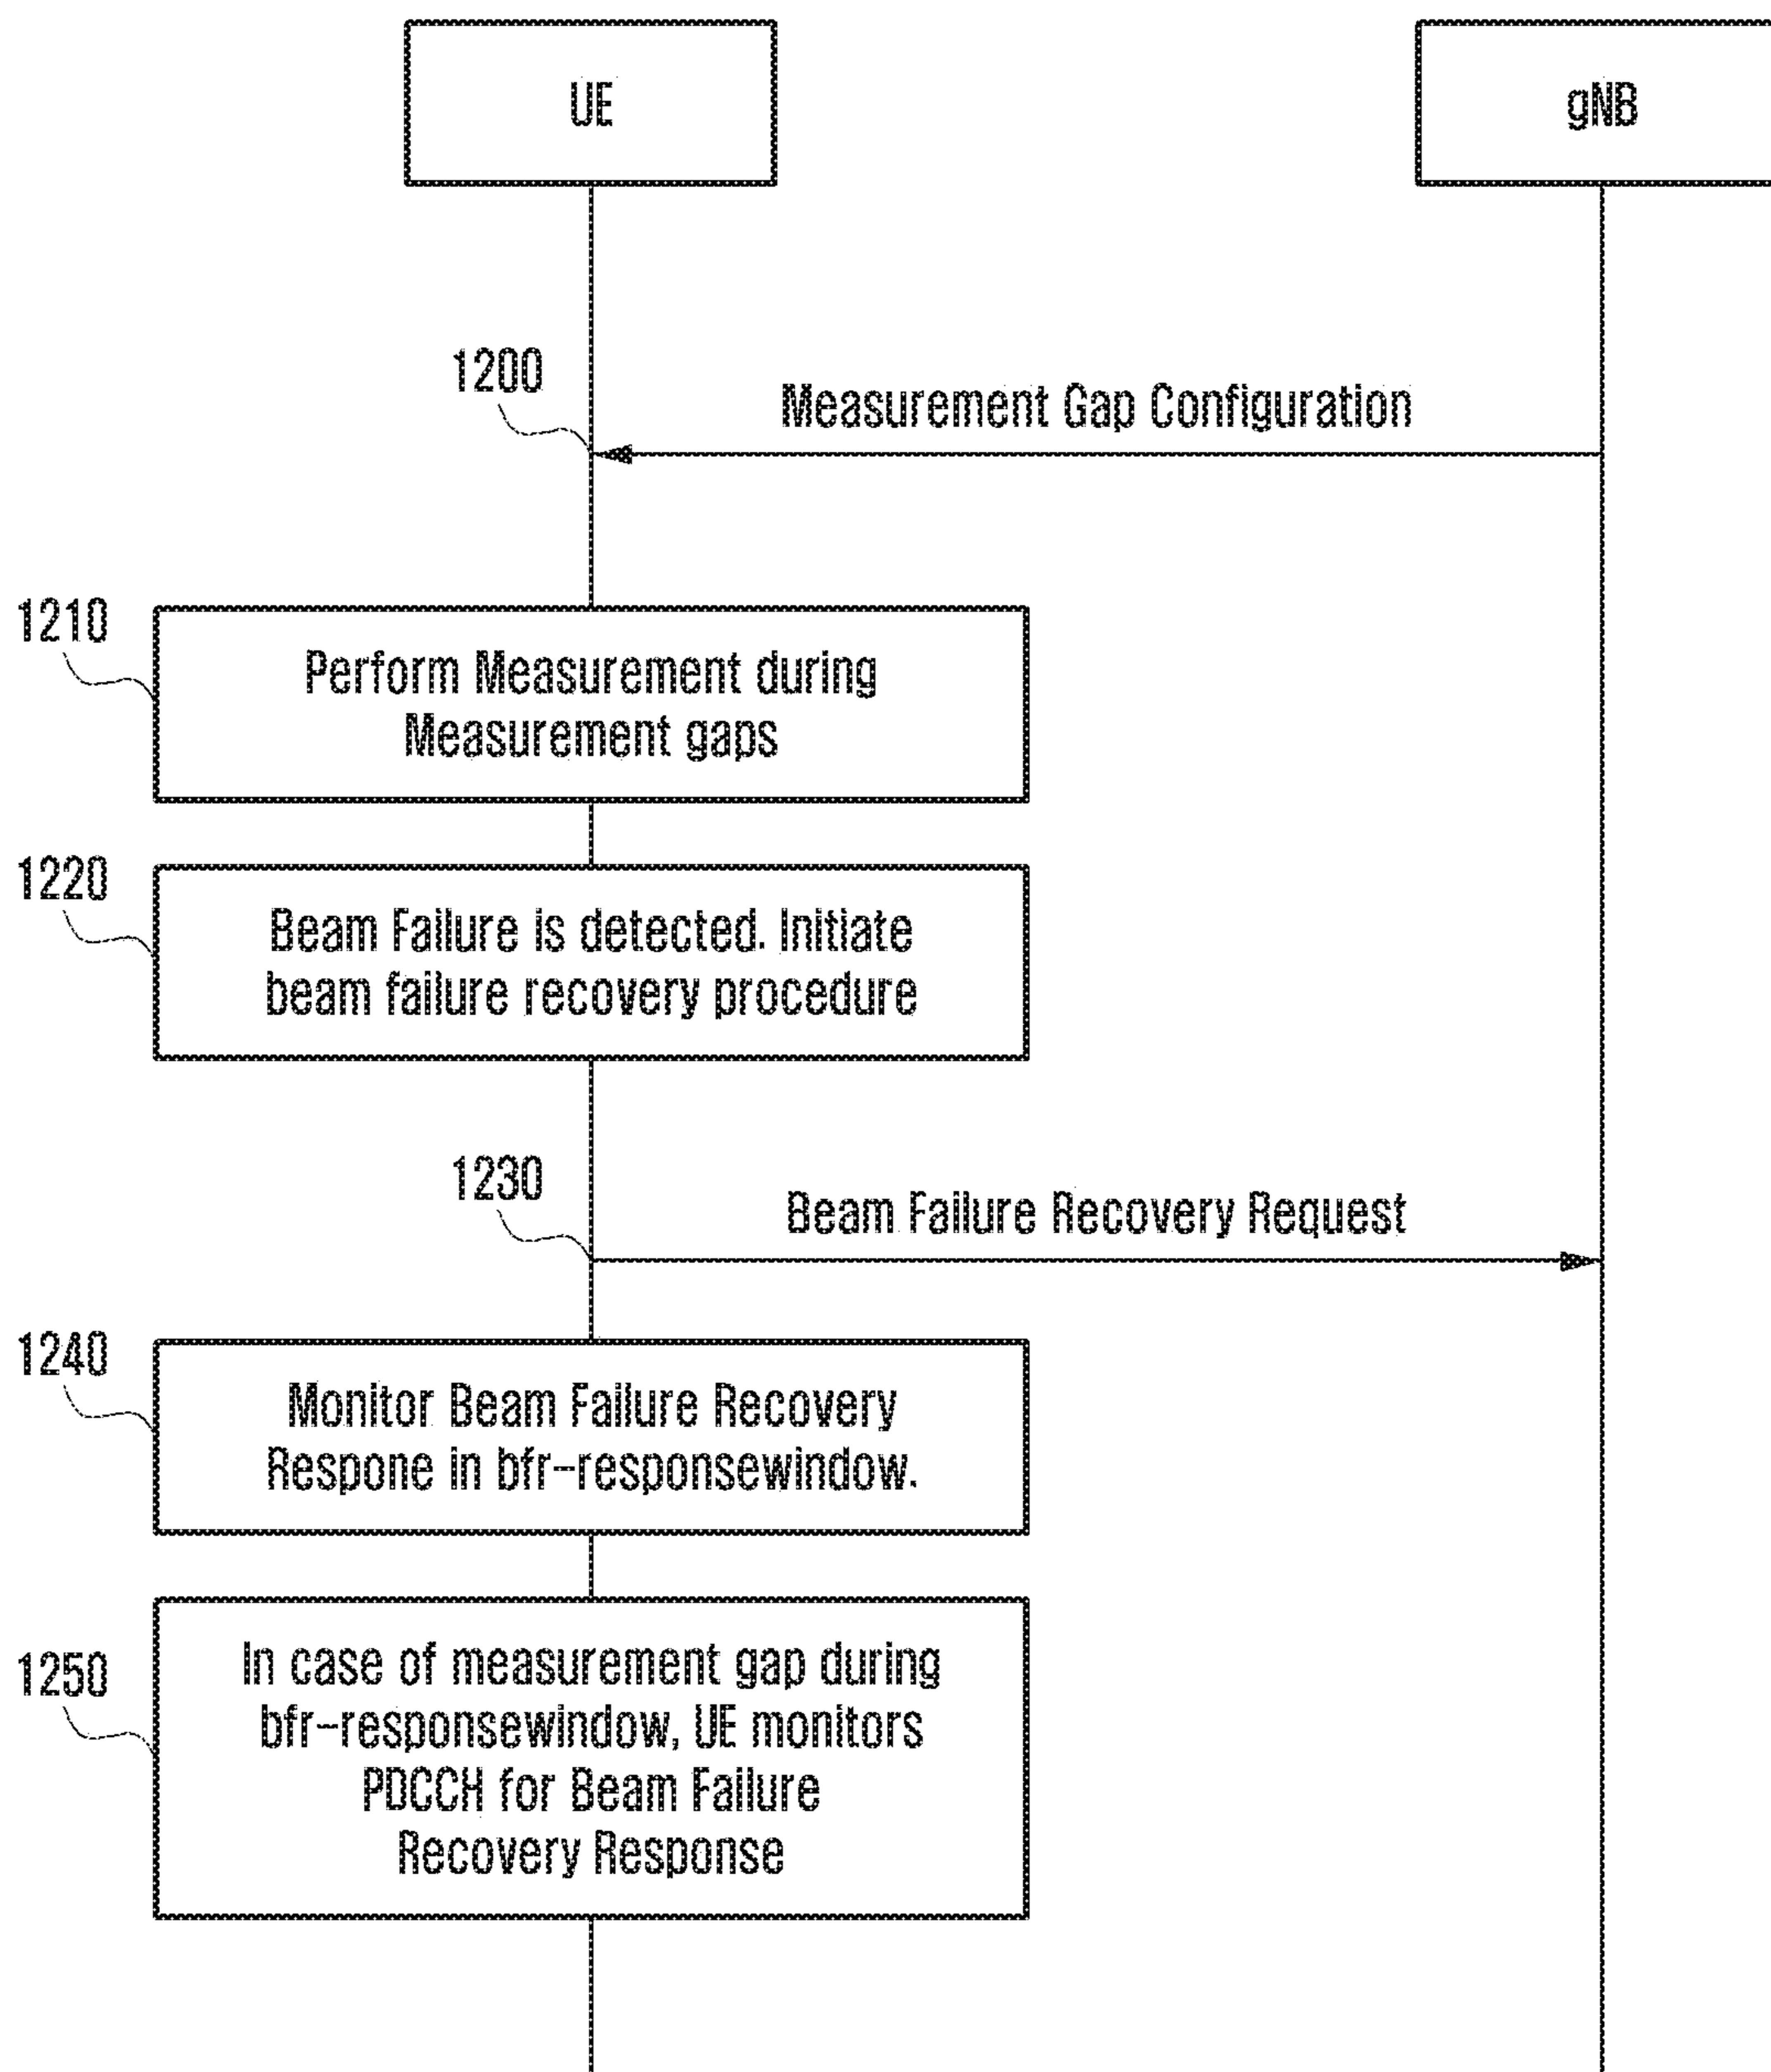 UE
gNB
1200
Measurement Gap Configuration
1210
Perform Measurement during
Measurement gaps
1220
Beam Failure is detected. Initiate
beam failure recovery procedure
1230
Beam Failure Recovery Request
1240
Monitor Beam Failure Recovery
Respone in bfr-responsewindow.
1250
In case of measurement gap during
bfr-responsewindow, UE monitors
PDCCH for Beam Failure
Recovery Response